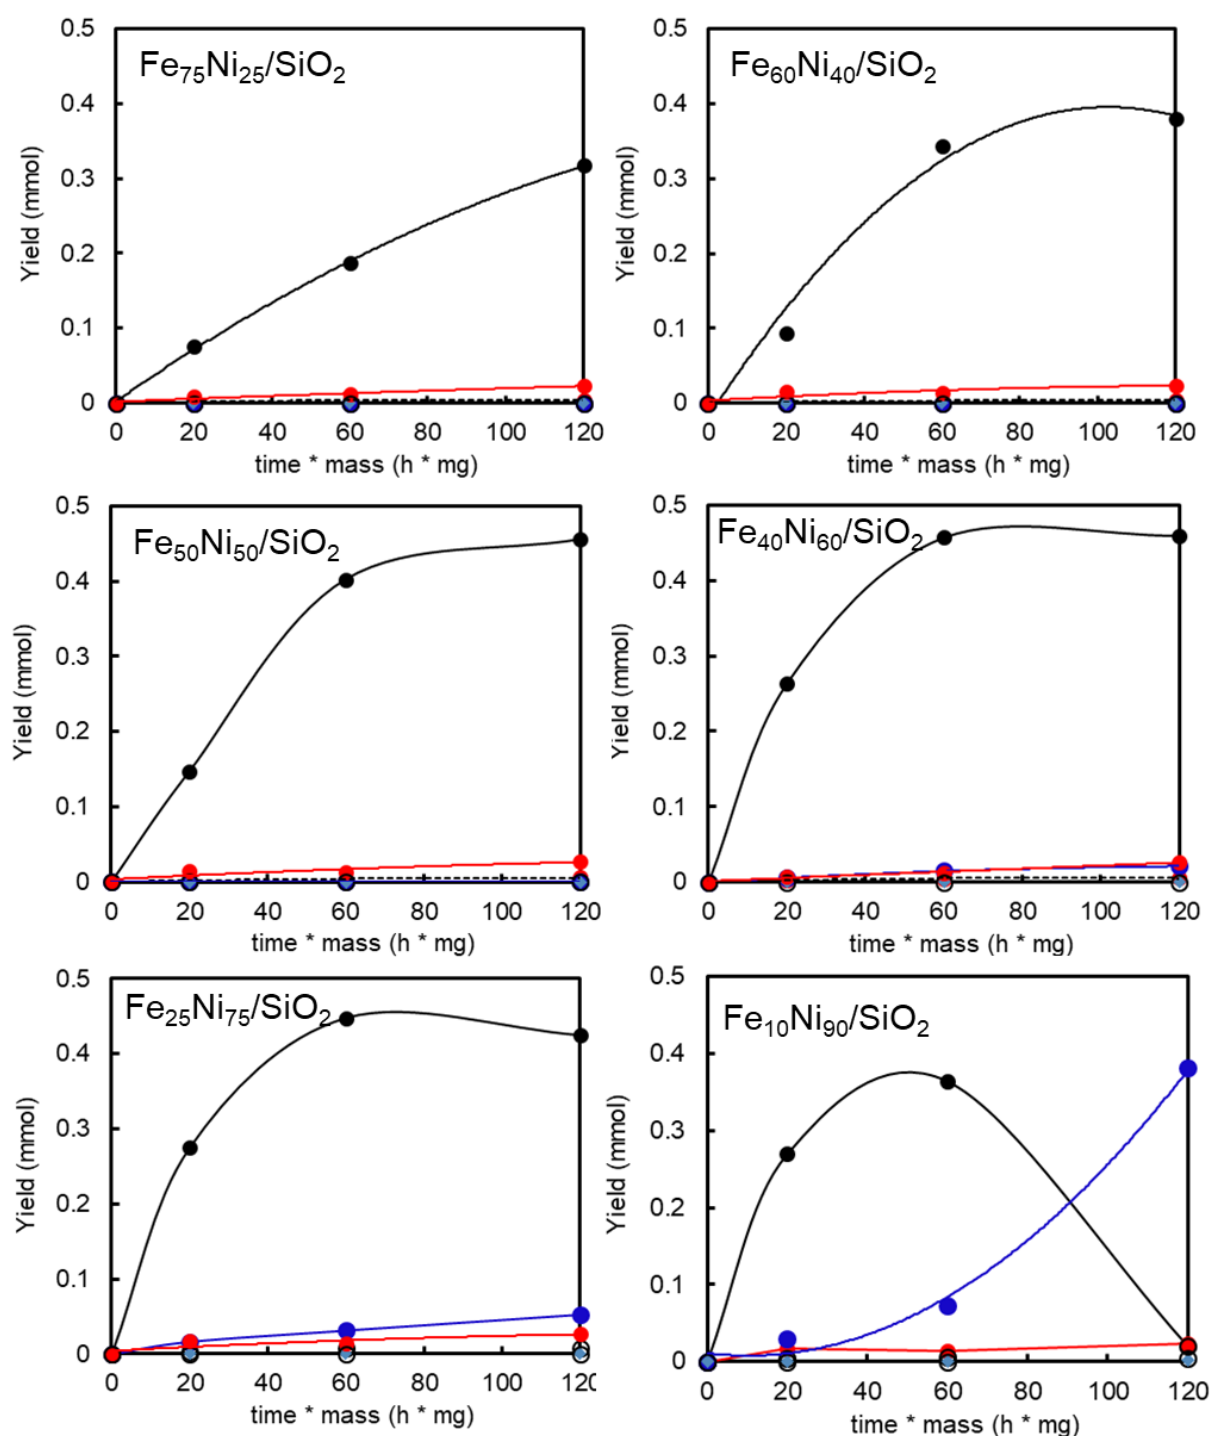 Fe₇₅Ni₂₅/SiO₂
0.5
0.4
0.3
0.2
0.1
0
Yield (mmol)
0 20 40 60 80 100 120
time * mass (h * mg)
Fe₆₀Ni₄₀/SiO₂
0.5
0.4
0.3
0.2
0.1
0
Yield (mmol)
0 20 40 60 80 100 120
time * mass (h * mg)
Fe₅₀Ni₅₀/SiO₂
0.5
0.4
0.3
0.2
0.1
0
Yield (mmol)
0 20 40 60 80 100 120
time * mass (h * mg)
Fe₄₀Ni₆₀/SiO₂
0.5
0.4
0.3
0.2
0.1
0
Yield (mmol)
0 20 40 60 80 100 120
time * mass (h * mg)
Fe₂₅Ni₇₅/SiO₂
0.5
0.4
0.3
0.2
0.1
0
Yield (mmol)
0 20 40 60 80 100 120
time * mass (h * mg)
Fe₁₀Ni₉₀/SiO₂
0.5
0.4
0.3
0.2
0.1
0
Yield (mmol)
0 20 40 60 80 100 120
time * mass (h * mg)